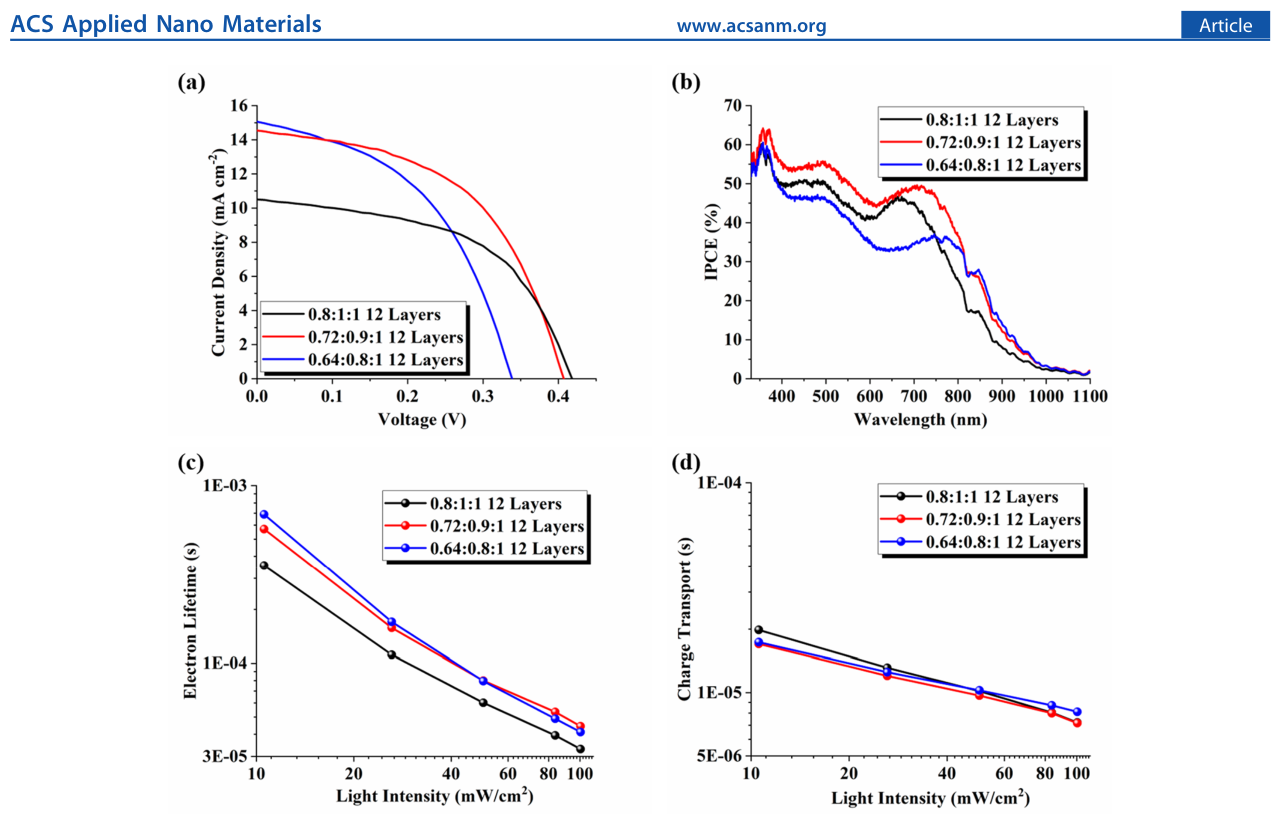 ACS Applied Nano Materials www.acsanm.org Article
(a)
16
14
12
10
8
6
4
2
0
Current Density (mA cm-2)
0.8:1:1 12 Layers
0.72:0.9:1 12 Layers
0.64:0.8:1 12 Layers
0.0 0.1 0.2 0.3 0.4
Voltage (V)
(b)
70
60
50
40
30
20
10
0
IPCE (%)
0.8:1:1 12 Layers
0.72:0.9:1 12 Layers
0.64:0.8:1 12 Layers
400 500 600 700 800 900 1000 1100
Wavelength (nm)
(c)
1E-03
1E-04
3E-05
Electron Lifetime (s)
0.8:1:1 12 Layers
0.72:0.9:1 12 Layers
0.64:0.8:1 12 Layers
10 20 40 60 80 100
Light Intensity (mW/cm2)
(d)
1E-04
1E-05
5E-06
Charge Transport (s)
0.8:1:1 12 Layers
0.72:0.9:1 12 Layers
0.64:0.8:1 12 Layers
10 20 40 60 80 100
Light Intensity (mW/cm2)